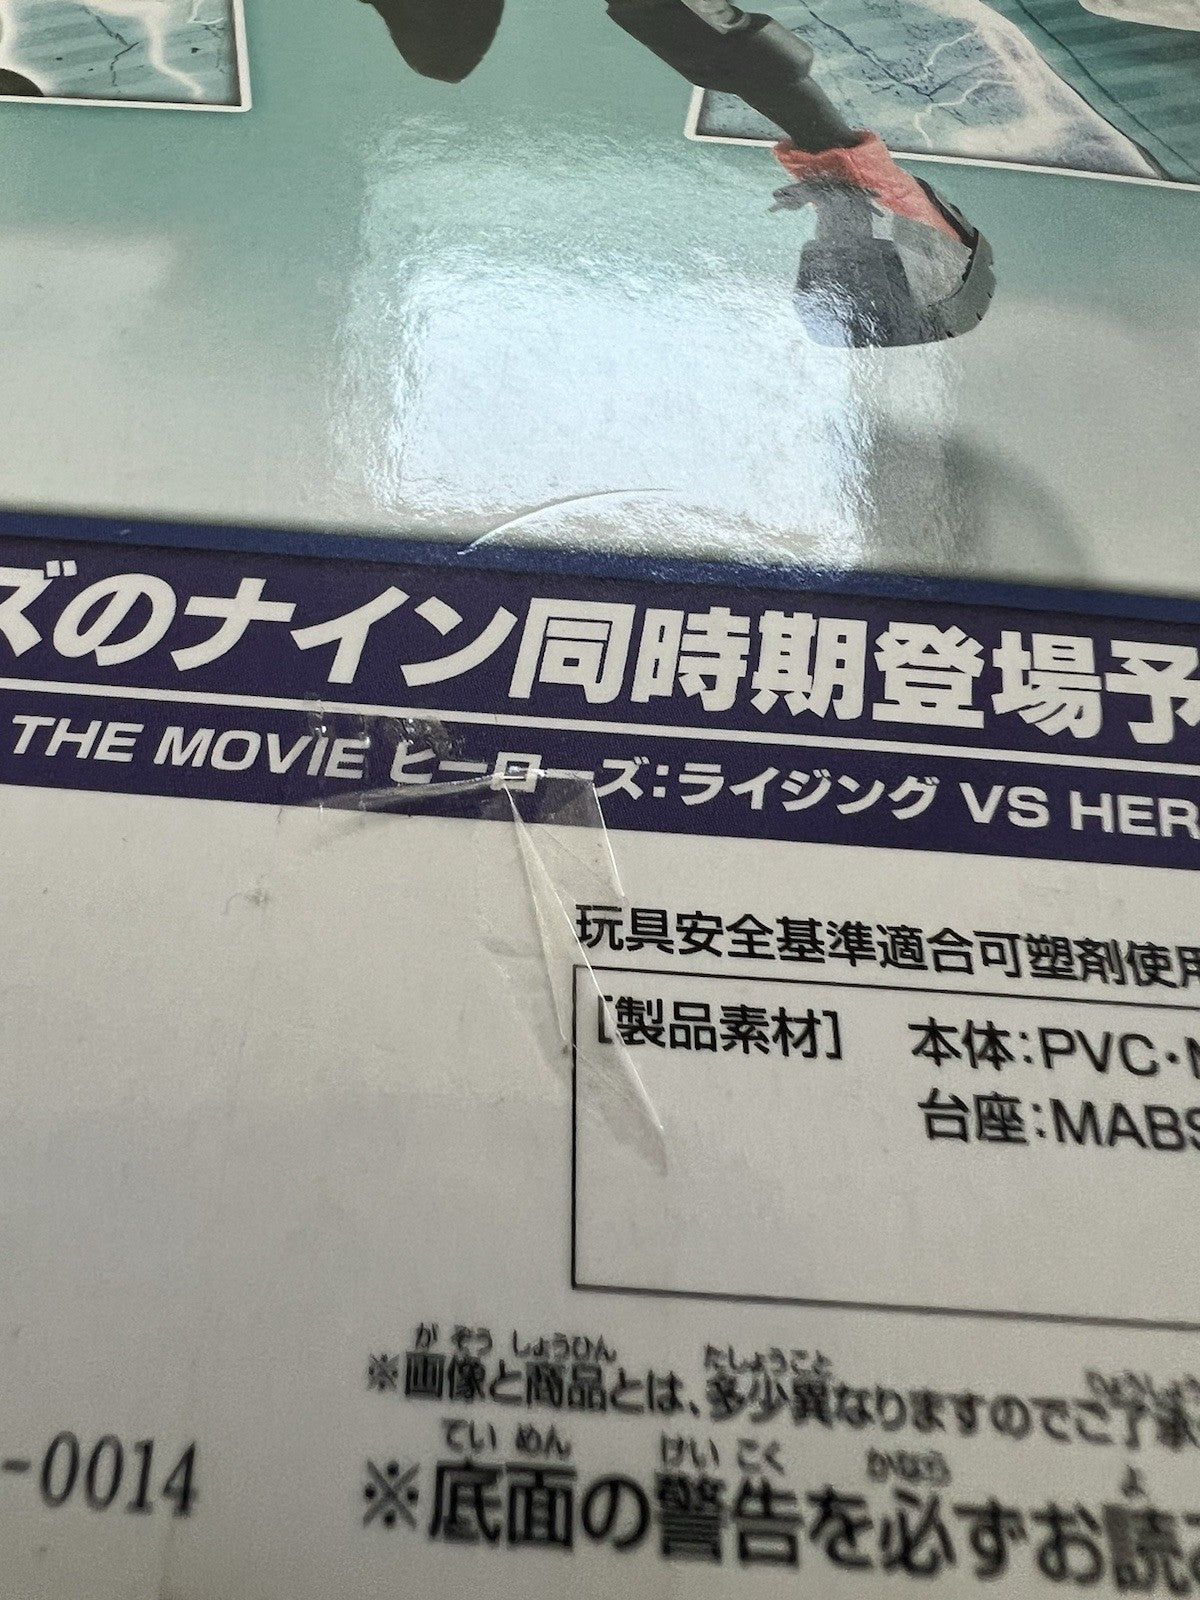 ズのナイン同時期登場予
THE MOVIE ヒーローズ:ライジング VS HER
玩具安全基準適合可塑剤使用
[製品素材] 本体:PVC・
台座:MABS
が ぞう しょうひん たしょうこと
※画像と商品とは、多少異なりますのでご了承
てい めん けい こく かなら よ
※底面の警告を必ずお読
-0014